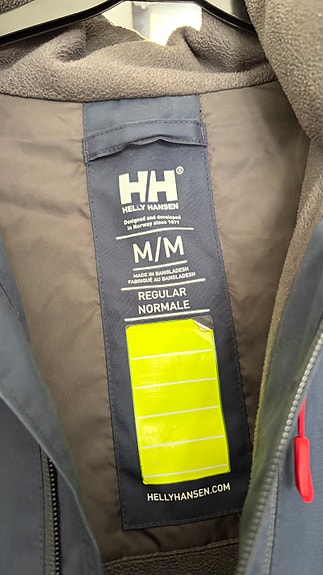 HH®
HELLY HANSEN
Designed and developed
in Norway since 1877
M/M
MADE IN BANGLADESH
FABRIQUÉ AU BANGLADESH
REGULAR
NORMALE
HELLYHANSEN.COM